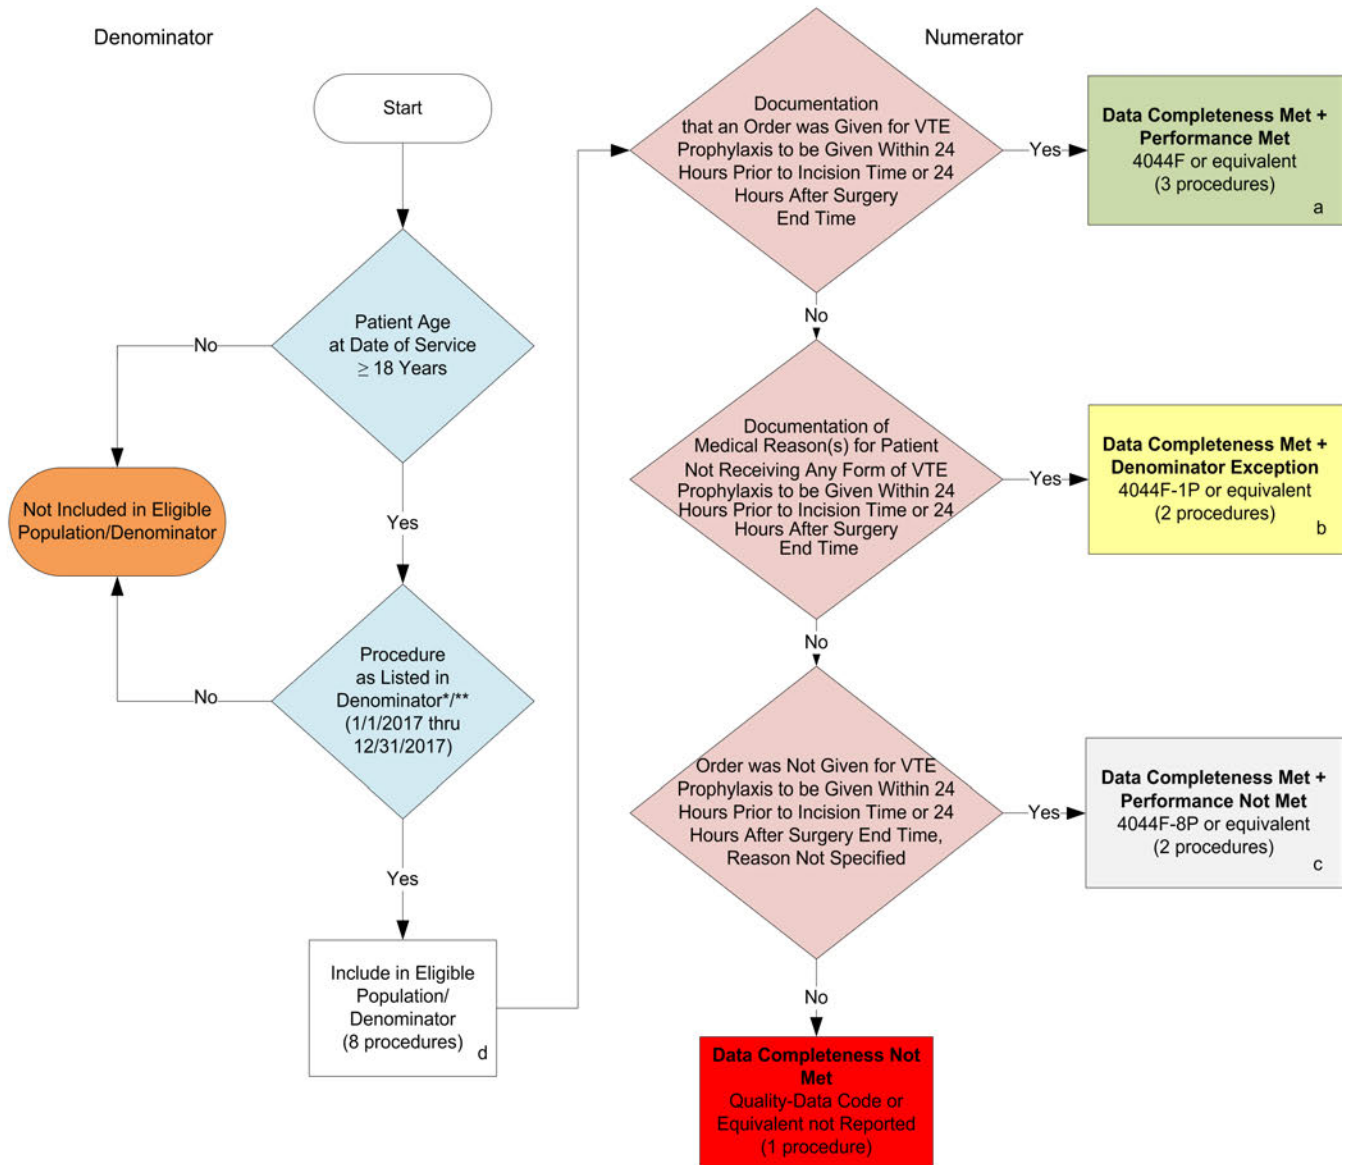 Denominator
Numerator
Start
Patient Age
at Date of Service
≥ 18 Years
No
Yes
Not Included in Eligible
Population/Denominator
Procedure
as Listed in
Denominator*/**
(1/1/2017 thru
12/31/2017)
No
Yes
Include in Eligible
Population/
Denominator
(8 procedures)
d
Documentation
that an Order was Given for VTE
Prophylaxis to be Given Within 24
Hours Prior to Incision Time or 24
Hours After Surgery
End Time
Yes
Data Completeness Met +
Performance Met
4044F or equivalent
(3 procedures)
a
No
Documentation of
Medical Reason(s) for Patient
Not Receiving Any Form of VTE
Prophylaxis to be Given Within 24
Hours Prior to Incision Time or 24
Hours After Surgery
End Time
Yes
Data Completeness Met +
Denominator Exception
4044F-1P or equivalent
(2 procedures)
b
No
Order was Not Given for VTE
Prophylaxis to be Given Within 24
Hours Prior to Incision Time or 24
Hours After Surgery End Time,
Reason Not Specified
Yes
Data Completeness Met +
Performance Not Met
4044F-8P or equivalent
(2 procedures)
c
No
Data Completeness Not
Met
Quality-Data Code or
Equivalent not Reported
(1 procedure)